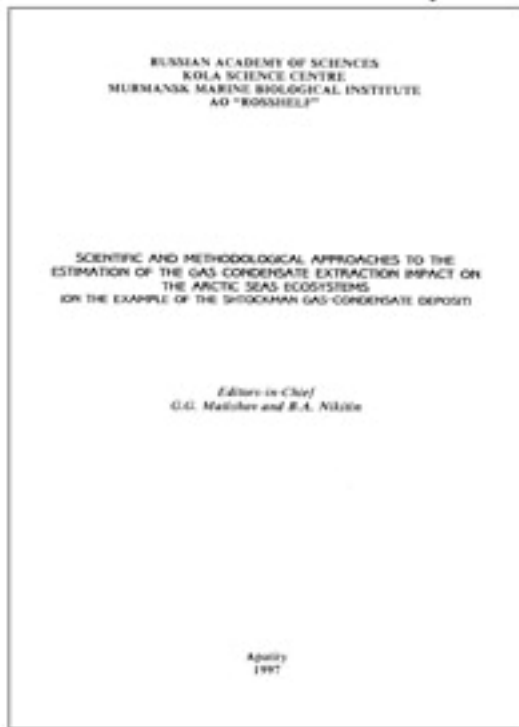 RUSSIAN ACADEMY OF SCIENCES
KOLA SCIENCE CENTRE
MURMANSK MARINE BIOLOGICAL INSTITUTE
AO "ROSSHELF"
SCIENTIFIC AND METHODOLOGICAL APPROACHES TO THE
ESTIMATION OF THE GAS CONDENSATE EXTRACTION IMPACT ON
THE ARCTIC SEAS ECOSYSTEMS
(ON THE EXAMPLE OF THE SHTOCKMAN GAS-CONDENSATE DEPOSIT)
Editors-in-Chief
G.G. Matishov and B.A. Nikitin
Apatity
1997